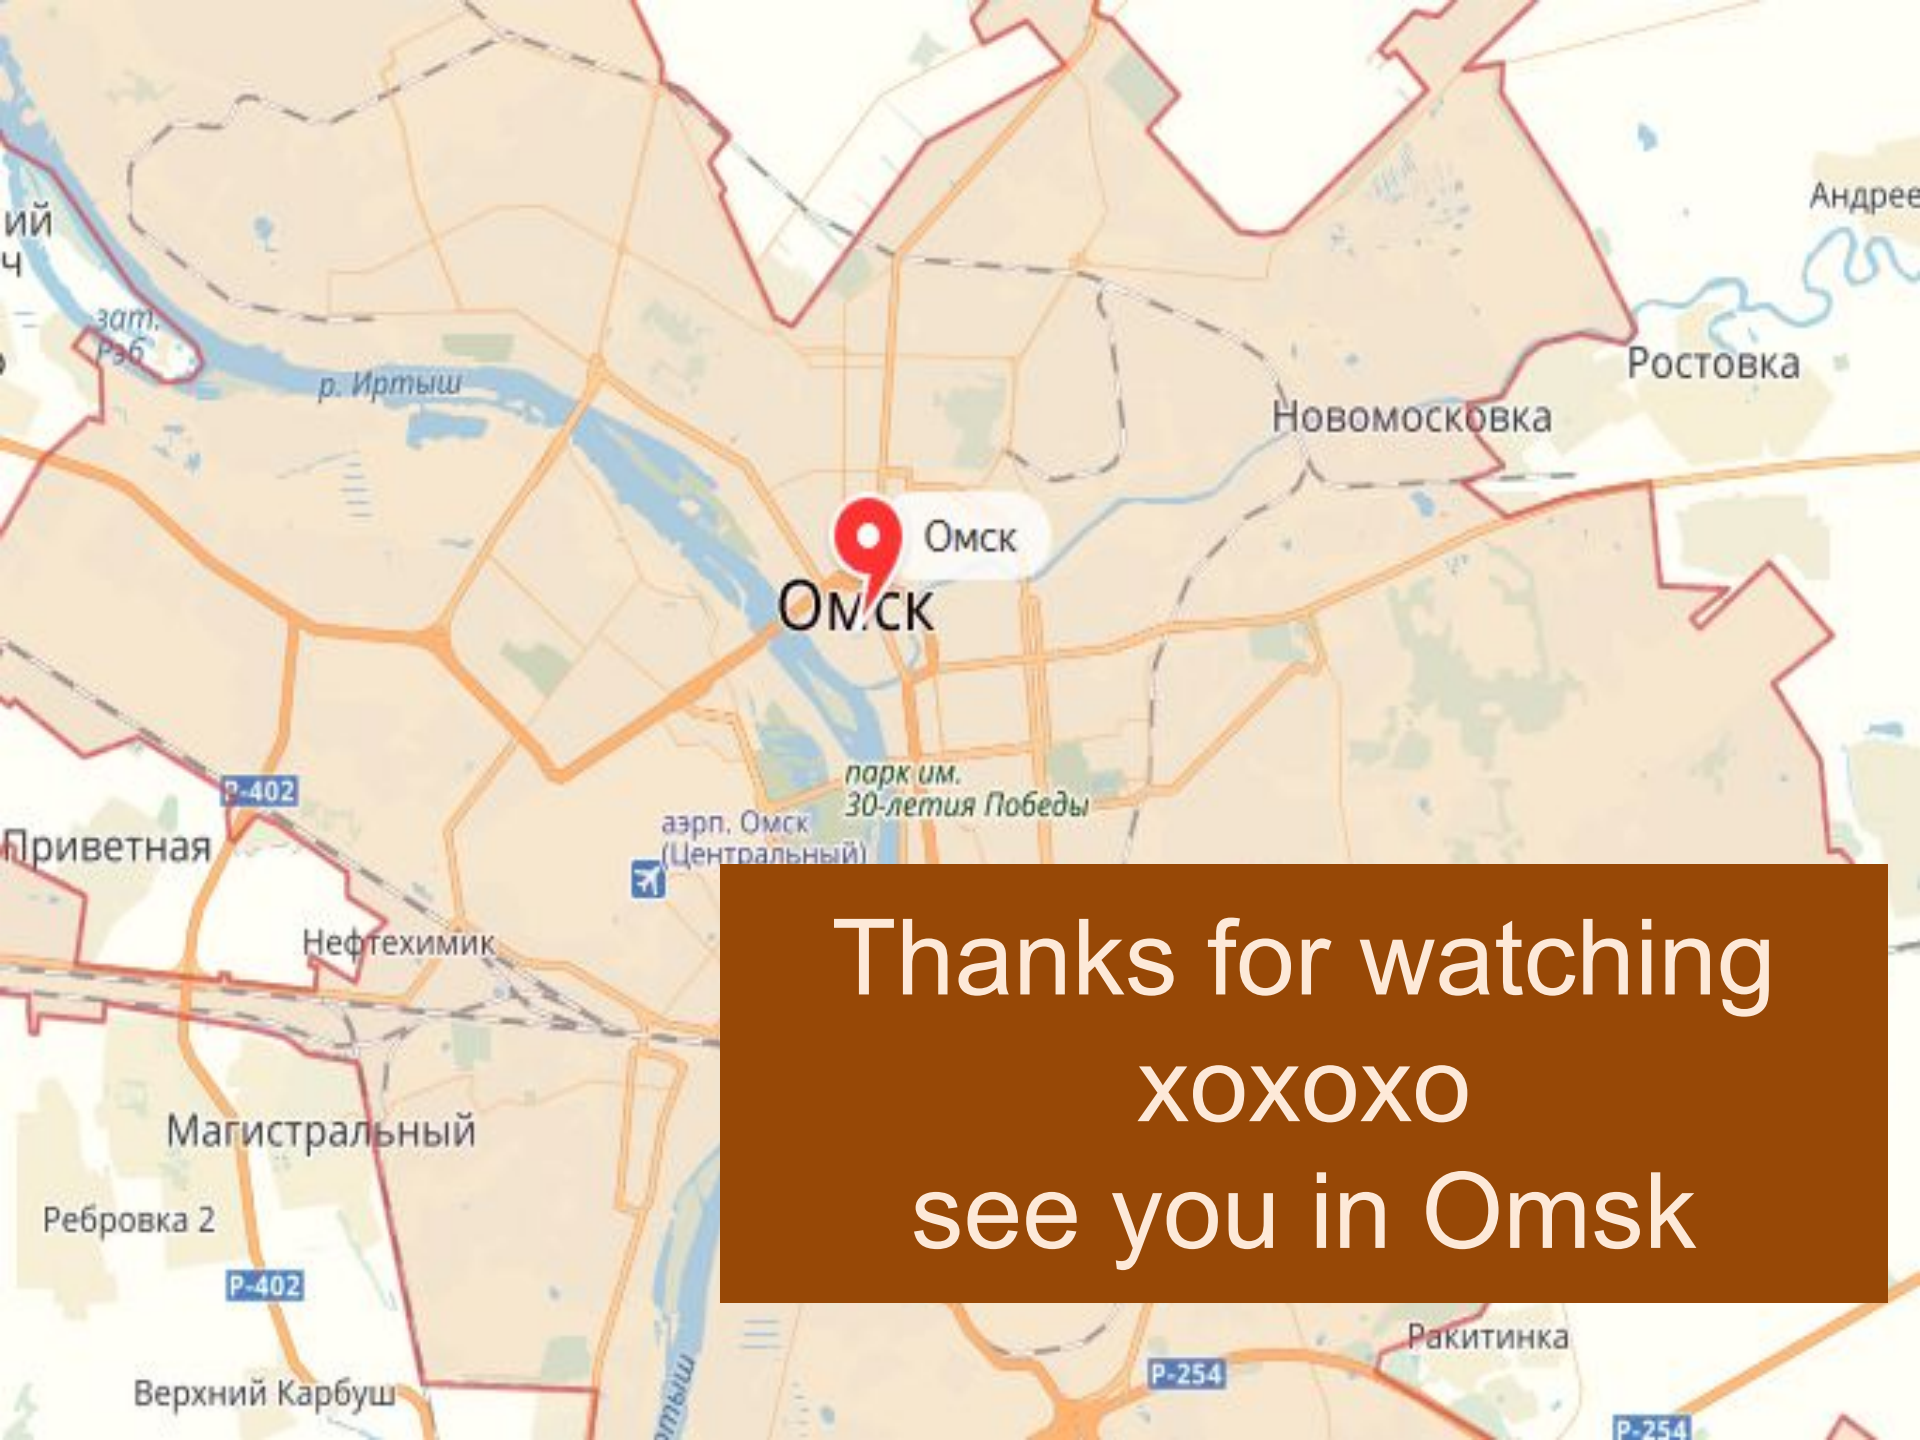 Андрее
ий
ч
зат.
Рэб
р. Иртыш
Ростовка
Новомосковка
Омск
Омск
парк им.
30-летия Победы
Р-402
аэрп. Омск
(Центральный)
Приветная
Нефтехимик
Thanks for watching
xoxoxo
see you in Omsk
Магистральный
Ребровка 2
Р-402
Ракитинка
Р-254
Верхний Карбуш
ртыш
Р-254